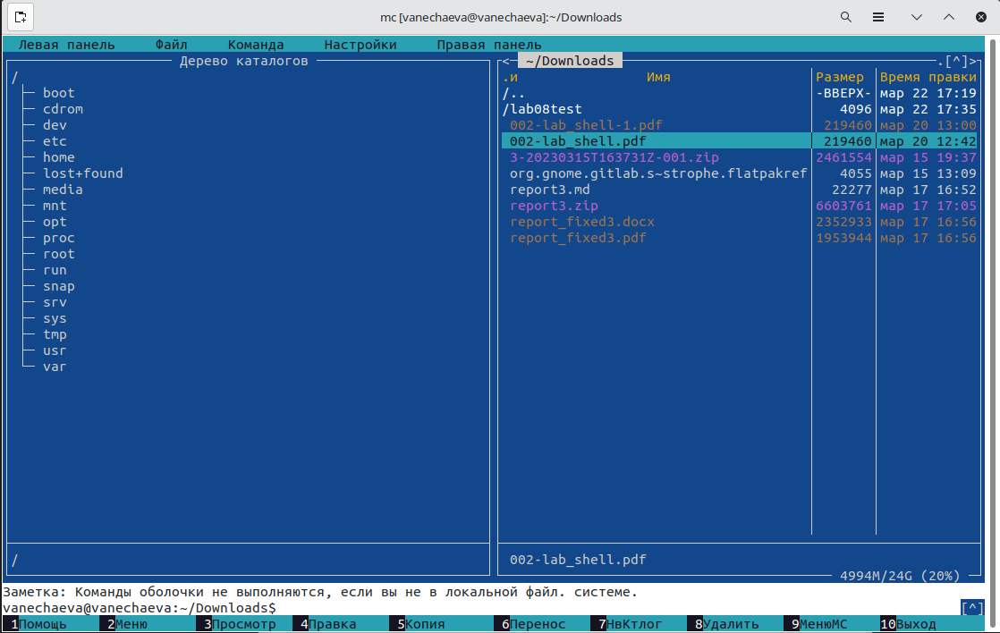 mc [vanechaeva@vanechaeva]:~/Downloads
Левая панель Файл Команда Настройки Правая панель
Дерево каталогов
/
boot
cdrom
dev
etc
home
lost+found
media
mnt
opt
proc
root
run
snap
srv
sys
tmp
usr
var
/
<─ ~/Downloads .[^]>
.и Имя Размер Время правки
/.. -ВВЕРХ- мар 22 17:19
/lab08test 4096 мар 22 17:35
002-lab_shell-1.pdf 219460 мар 20 13:00
002-lab_shell.pdf 219460 мар 20 12:42
3-20230315T163731Z-001.zip 2461554 мар 15 19:37
org.gnome.gitlab.s~strophe.flatpakref 4055 мар 15 13:09
report3.md 22277 мар 17 16:52
report3.zip 6603761 мар 17 17:05
report_fixed3.docx 2352933 мар 17 16:56
report_fixed3.pdf 1953944 мар 17 16:56
002-lab_shell.pdf
4994M/24G (20%)
Заметка: Команды оболочки не выполняются, если вы не в локальной файл. системе.
vanechaeva@vanechaeva:~/Downloads$ [^]
1Помощь 2Меню 3Просмотр 4Правка 5Копия 6Перенос 7НвКтлог 8Удалить 9МенюМС 10Выход